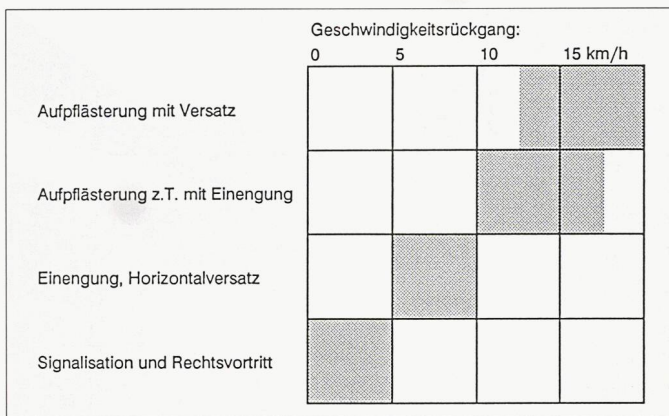 Geschwindigkeitsrückgang:
0 5 10 15 km/h
Aufpflästerung mit Versatz
Aufpflästerung z.T. mit Einengung
Einengung, Horizontalversatz
Signalisation und Rechtsvortritt